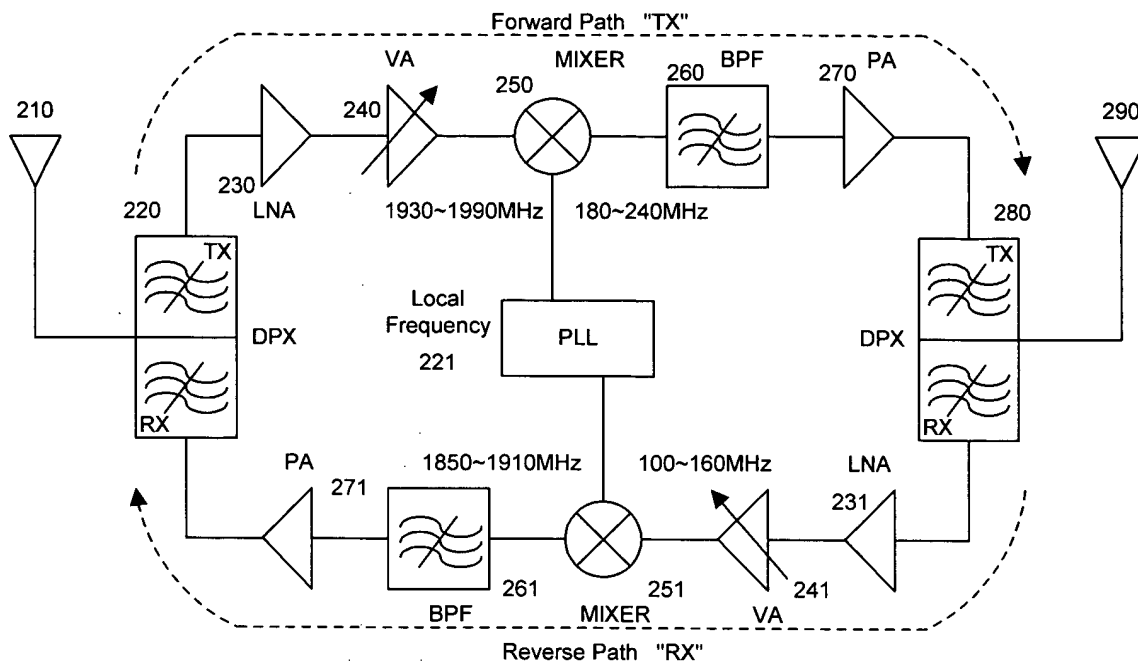 Forward Path "TX"
VA
MIXER
BPF
PA
210
240
250
260
270
290
230
LNA
220
1930~1990MHz
180~240MHz
280
TX
TX
Local
Frequency
221
PLL
DPX
DPX
RX
RX
PA
271
1850~1910MHz
100~160MHz
LNA
231
261
251
241
BPF
MIXER
VA
Reverse Path "RX"